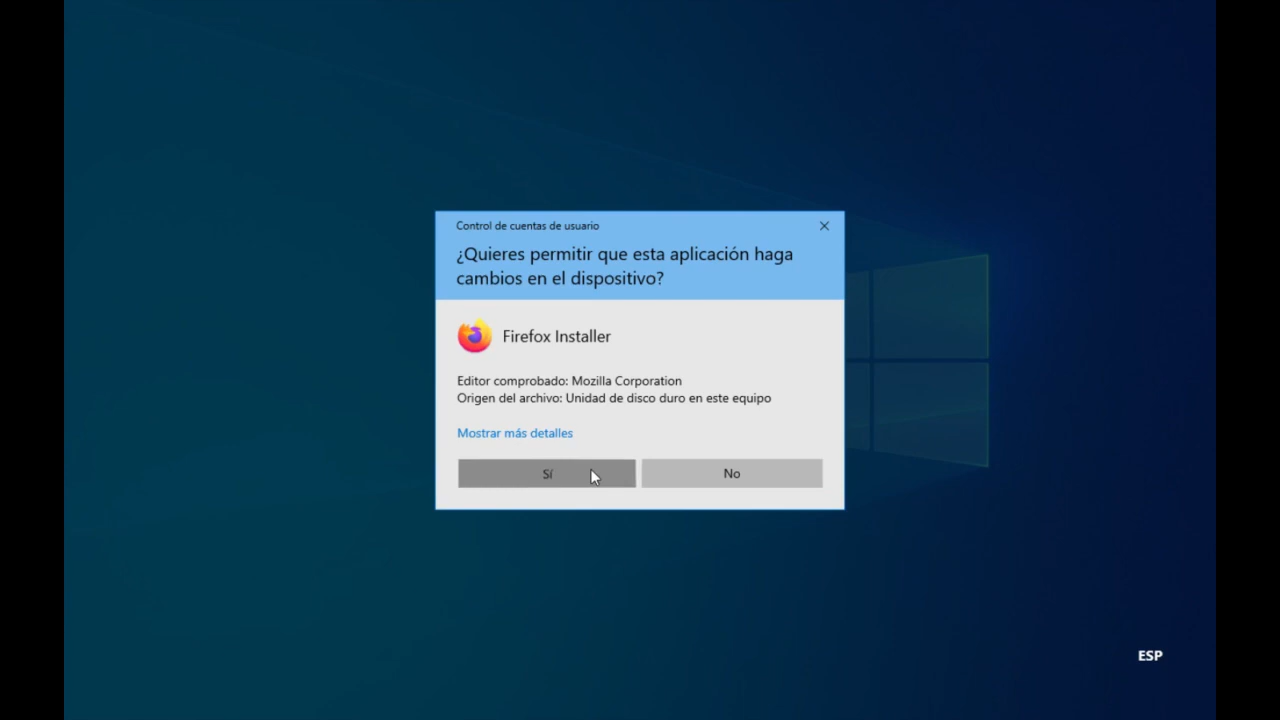 Control de cuentas de usuario
¿Quieres permitir que esta aplicación haga
cambios en el dispositivo?
Firefox Installer
Editor comprobado: Mozilla Corporation
Origen del archivo: Unidad de disco duro en este equipo
Mostrar más detalles
Sí
No
ESP